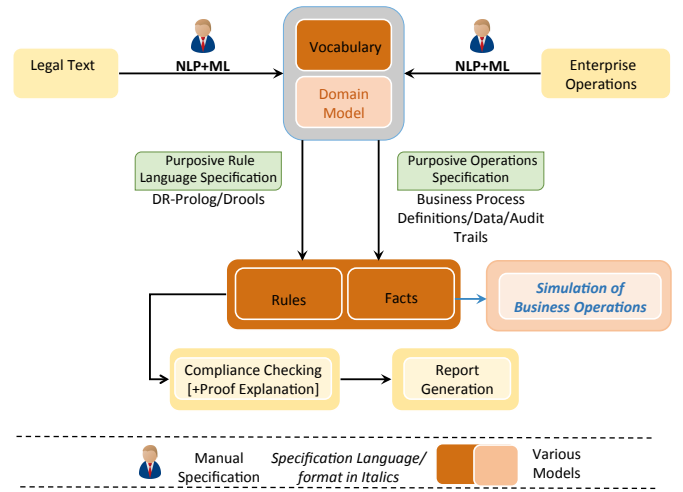 Legal Text
NLP+ML
Vocabulary
Domain
Model
NLP+ML
Enterprise
Operations
Purposive Rule
Language Specification
DR-Prolog/Drools
Purposive Operations
Specification
Business Process
Definitions/Data/Audit
Trails
Rules
Facts
Simulation of
Business Operations
Compliance Checking
[+Proof Explanation]
Report
Generation
Manual
Specification
Specification Language/
format in Italics
Various
Models